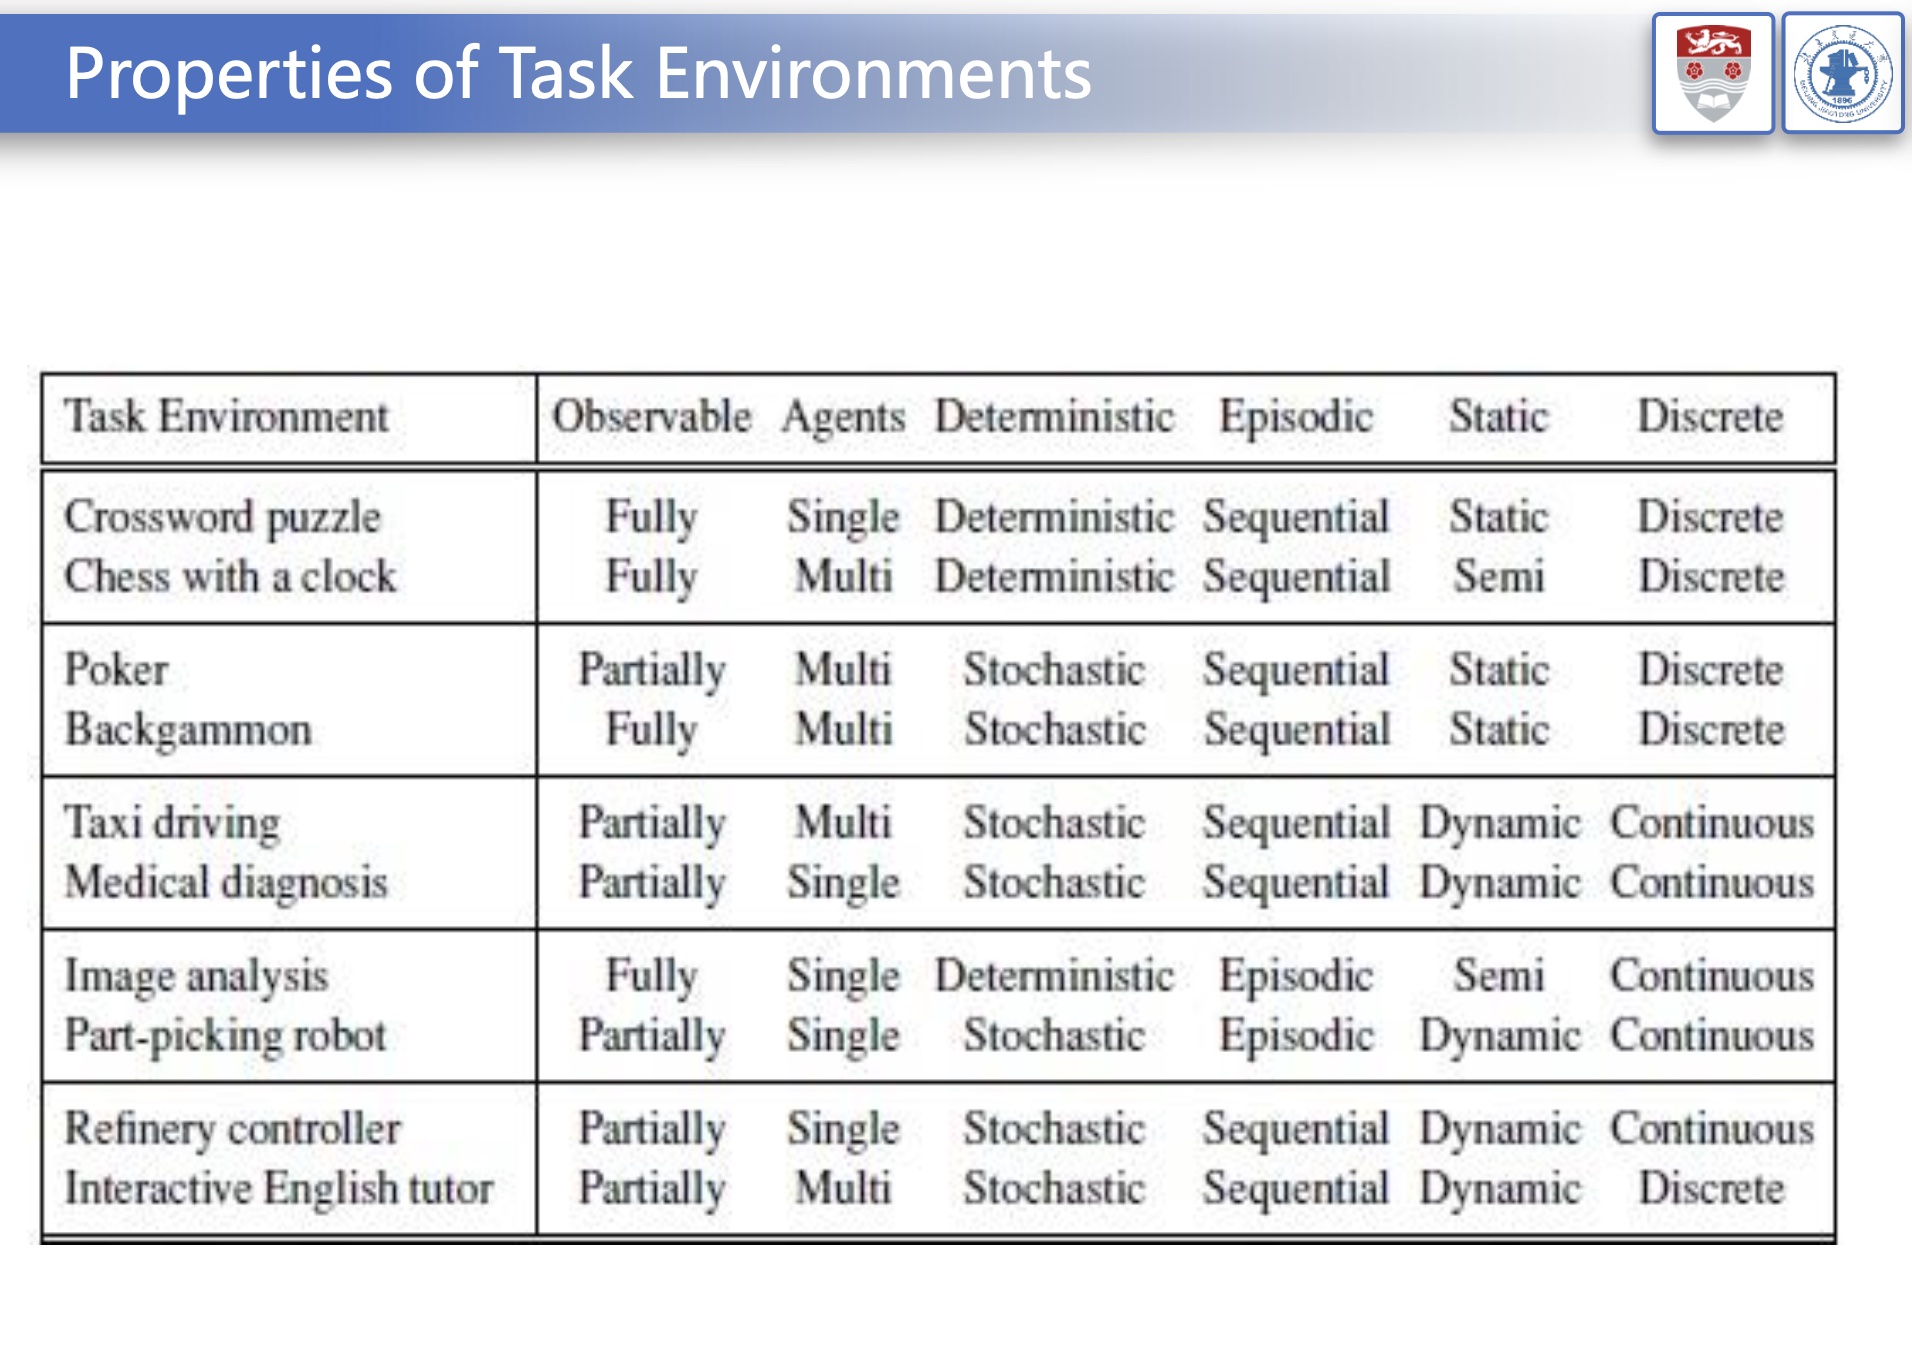 Properties of Task Environments
1896
BEIJING JIAOTONG UNIVERSITY
Task Environment Observable Agents Deterministic Episodic Static Discrete
Crossword puzzle Fully Single Deterministic Sequential Static Discrete
Chess with a clock Fully Multi Deterministic Sequential Semi Discrete
Poker Partially Multi Stochastic Sequential Static Discrete
Backgammon Fully Multi Stochastic Sequential Static Discrete
Taxi driving Partially Multi Stochastic Sequential Dynamic Continuous
Medical diagnosis Partially Single Stochastic Sequential Dynamic Continuous
Image analysis Fully Single Deterministic Episodic Semi Continuous
Part-picking robot Partially Single Stochastic Episodic Dynamic Continuous
Refinery controller Partially Single Stochastic Sequential Dynamic Continuous
Interactive English tutor Partially Multi Stochastic Sequential Dynamic Discrete